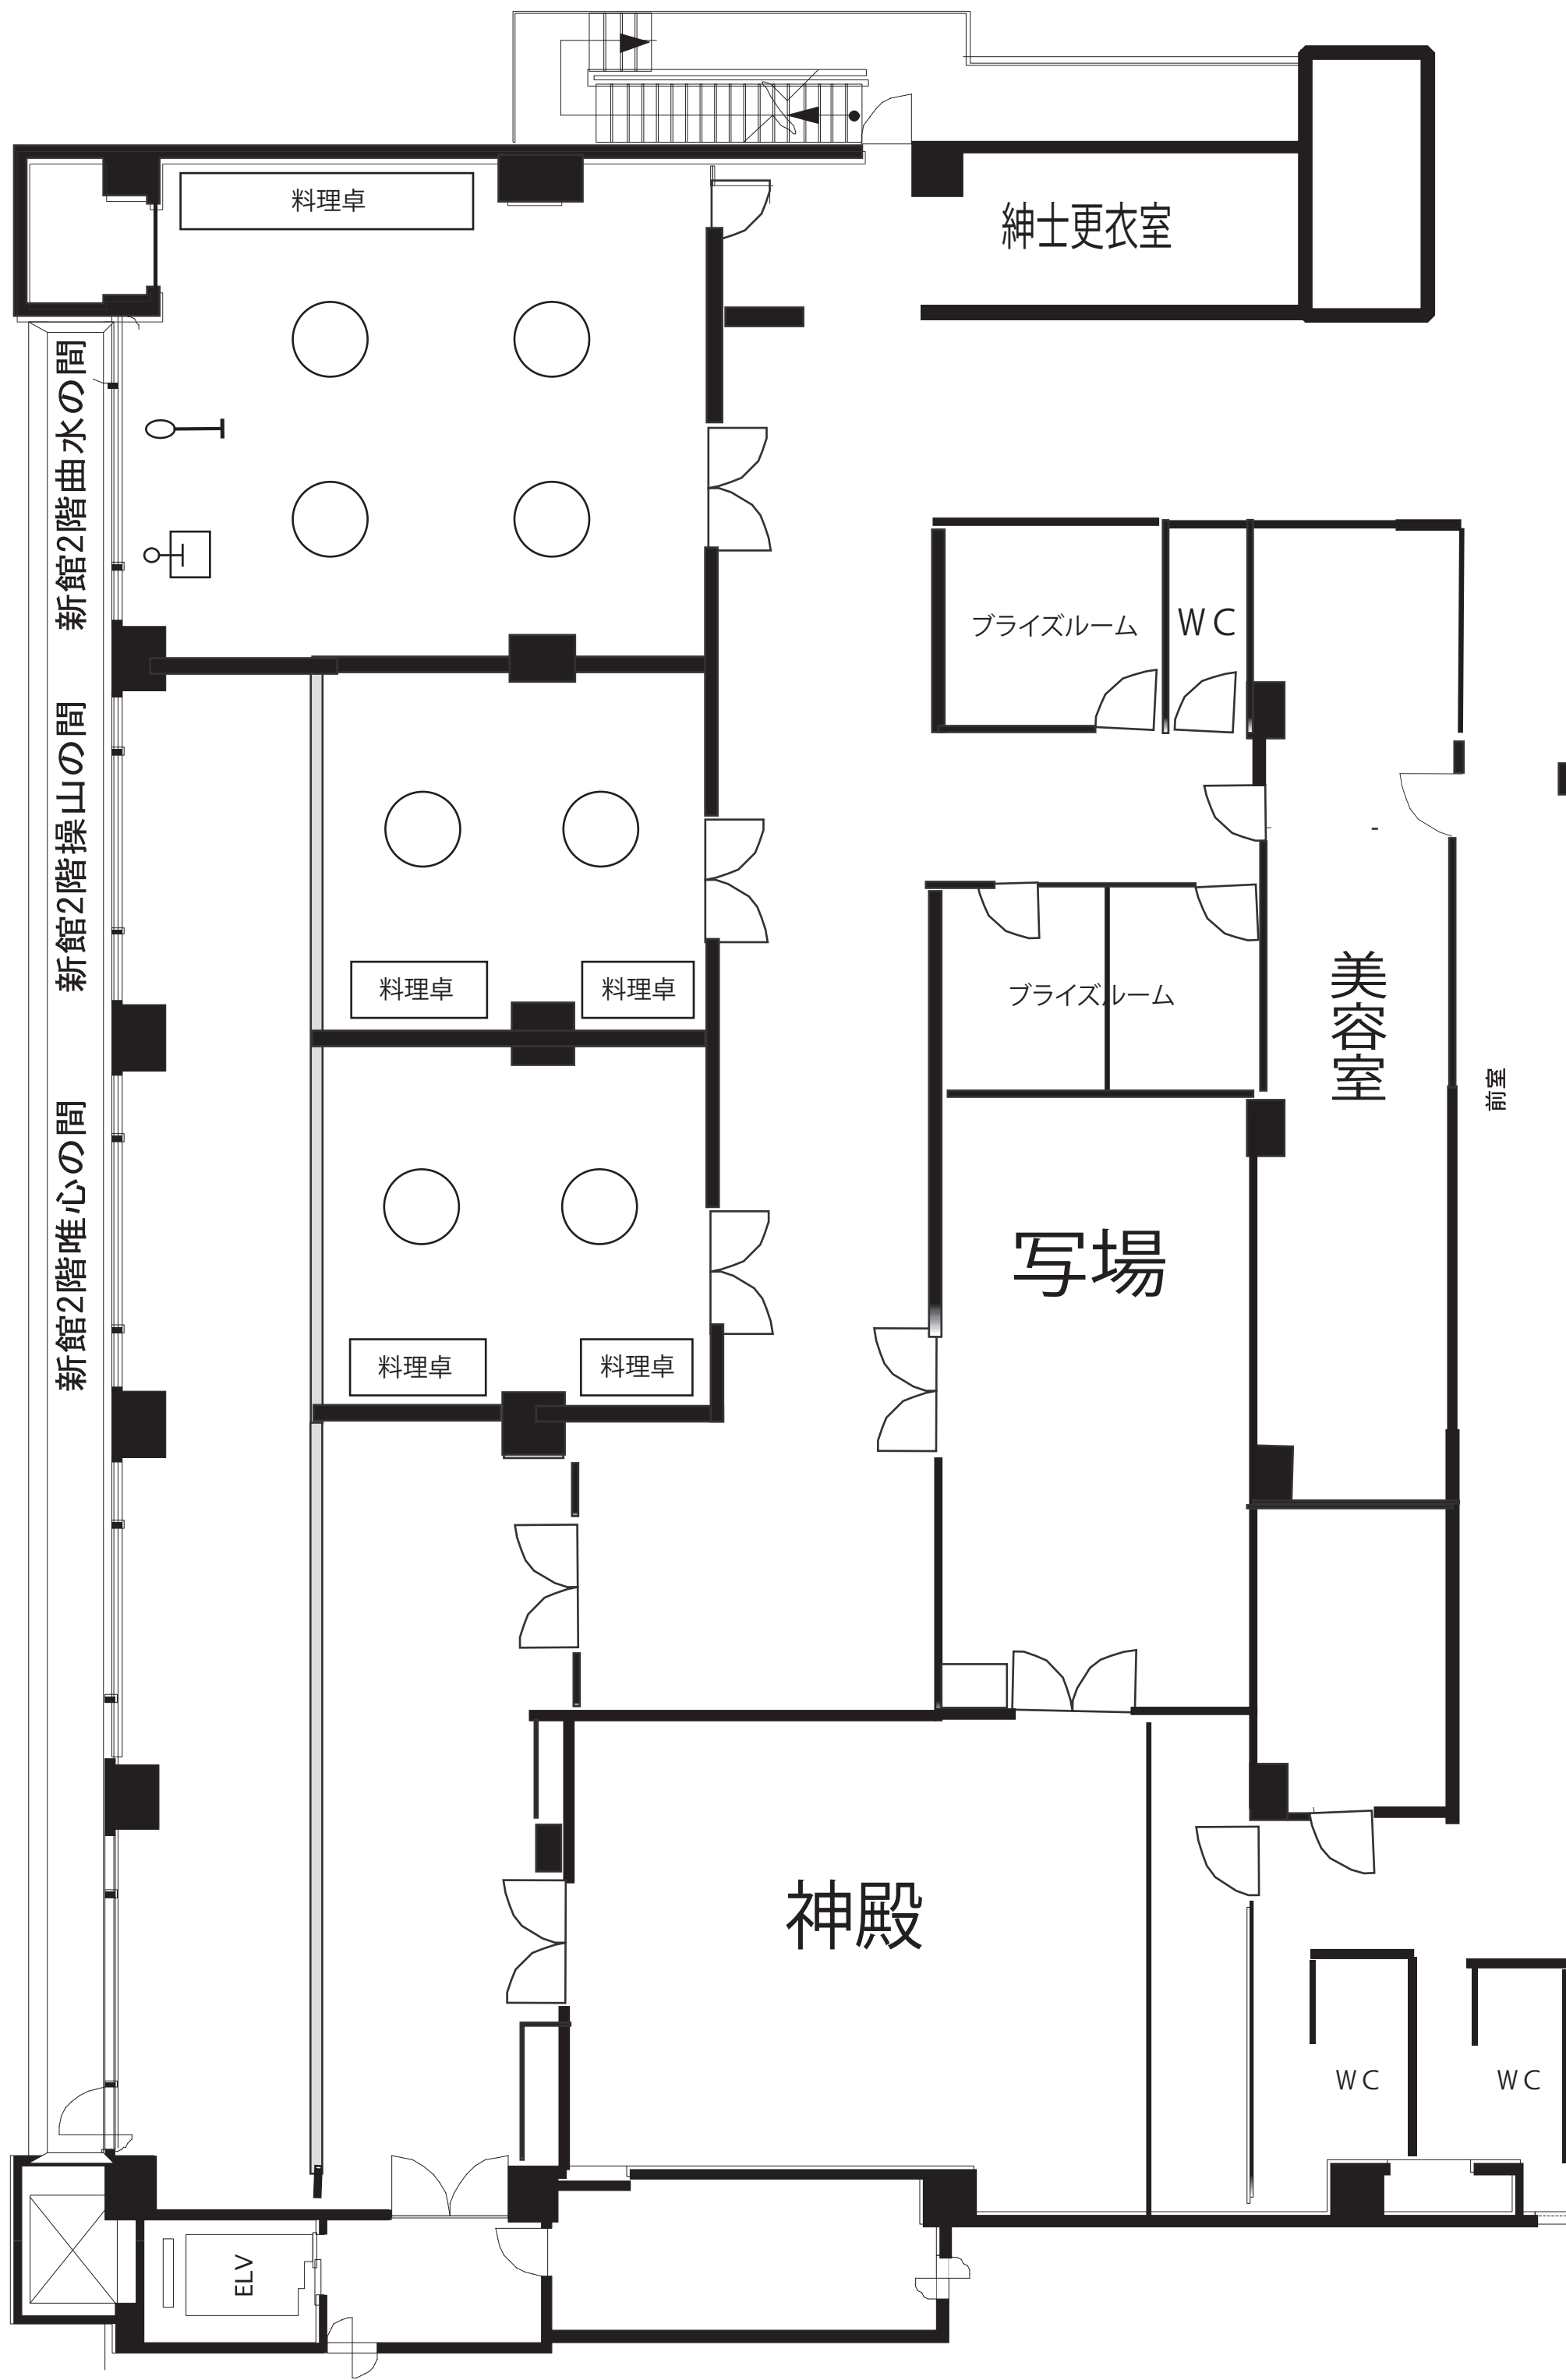 料理卓
紳士更衣室
新館2階曲水の間
ブライズルーム
WC
新館2階操山の間
料理卓
料理卓
ブライズルーム
美容室
前室
新館2階唯心の間
写場
料理卓
料理卓
神殿
WC
WC
ELV